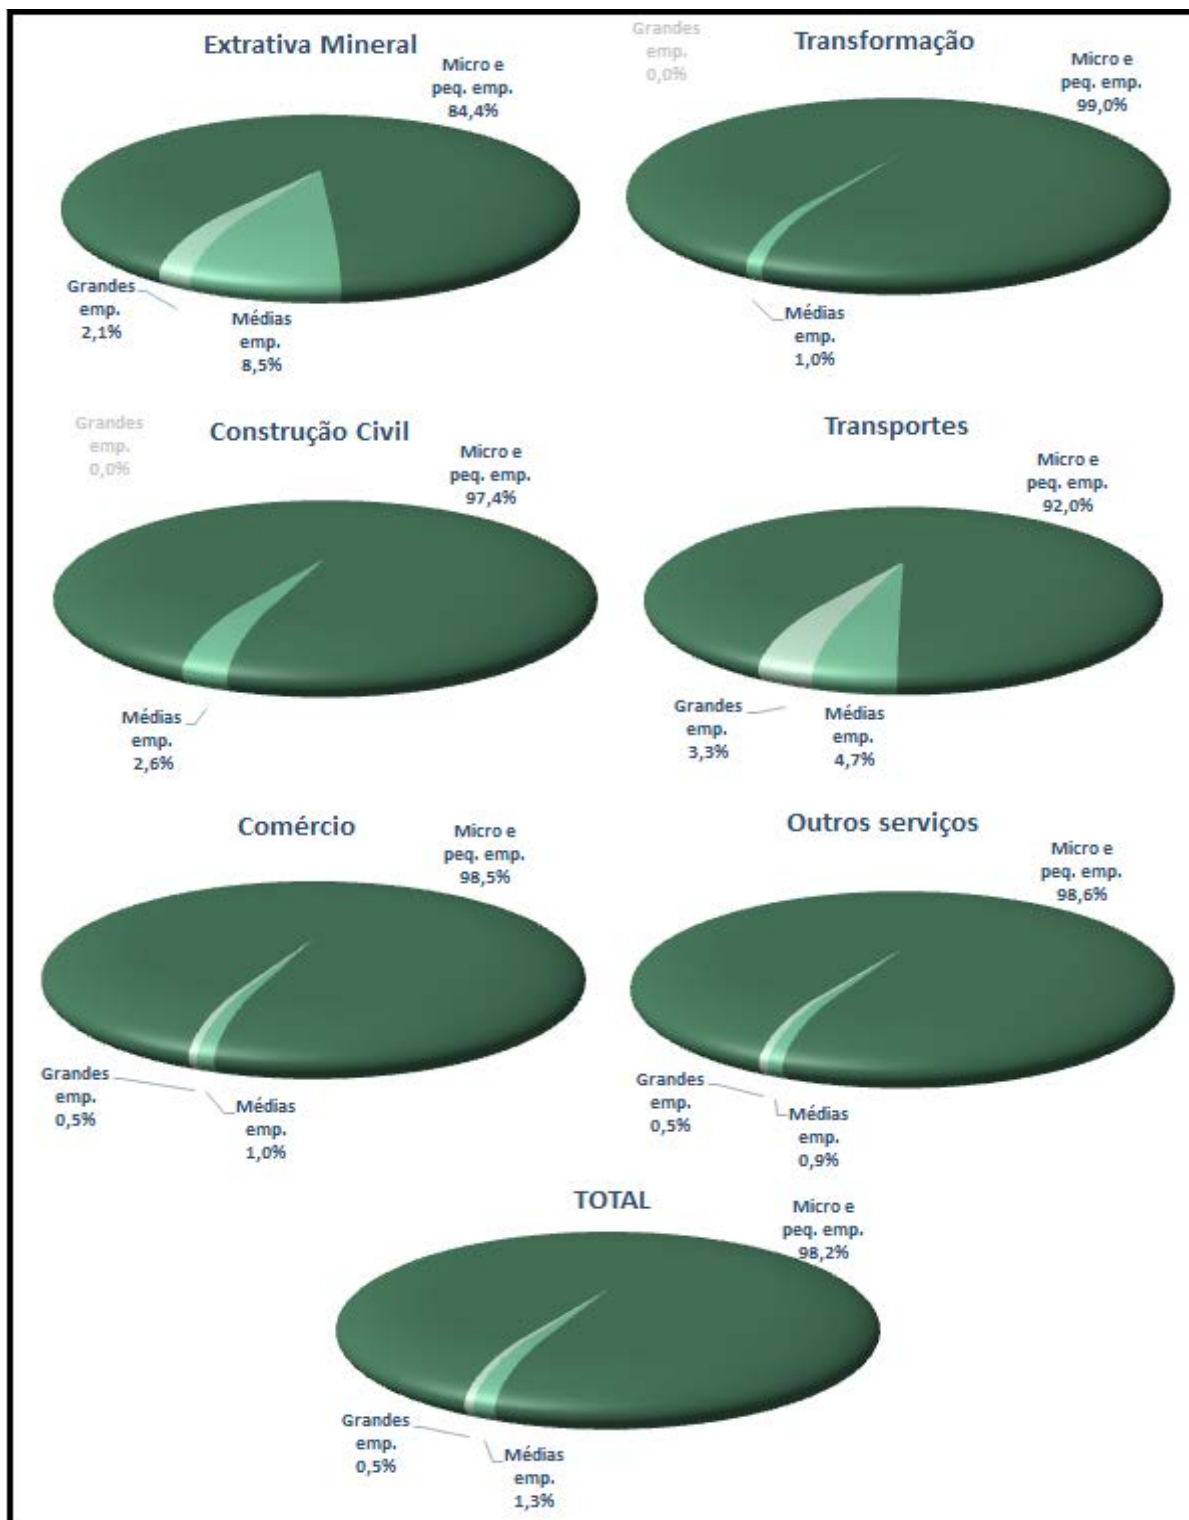 Extrativa Mineral
Micro e
peq. emp.
84,4%
Grandes
emp.
2,1%
Médias
emp.
8,5%
Grandes
emp.
0,0%
Transformação
Micro e
peq. emp.
99,0%
Médias
emp.
1,0%
Grandes
emp.
0,0%
Construção Civil
Micro e
peq. emp.
97,4%
Médias
emp.
2,6%
Transportes
Micro e
peq. emp.
92,0%
Grandes
emp.
3,3%
Médias
emp.
4,7%
Comércio
Micro e
peq. emp.
98,5%
Grandes
emp.
0,5%
Médias
emp.
1,0%
Outros serviços
Micro e
peq. emp.
98,6%
Grandes
emp.
0,5%
Médias
emp.
0,9%
TOTAL
Micro e
peq. emp.
98,2%
Grandes
emp.
0,5%
Médias
emp.
1,3%